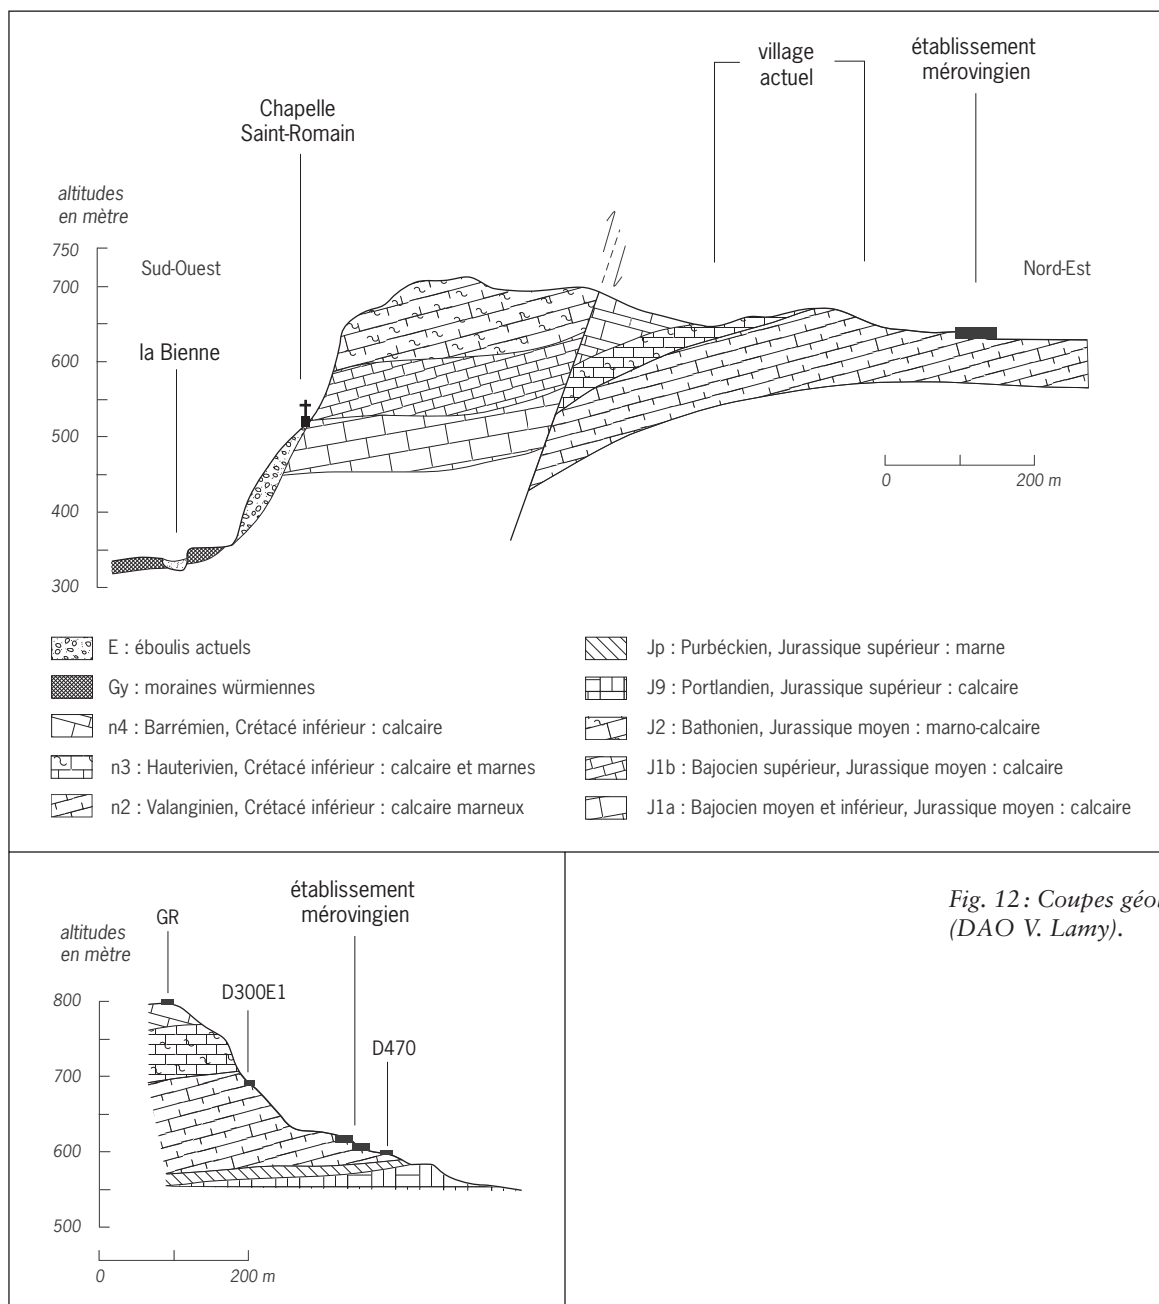 village
actuel
établissement
mérovingien
Chapelle
Saint-Romain
altitudes
en mètre
750
Sud-Ouest
Nord-Est
700
la Bienne
600
500
0
200 m
400
300
E : éboulis actuels
Gy : moraines würmiennes
n4 : Barrémien, Crétacé inférieur : calcaire
n3 : Hauterivien, Crétacé inférieur : calcaire et marnes
n2 : Valanginien, Crétacé inférieur : calcaire marneux
Jp : Purbéckien, Jurassique supérieur : marne
J9 : Portlandien, Jurassique supérieur : calcaire
J2 : Bathonien, Jurassique moyen : marno-calcaire
J1b : Bajocien supérieur, Jurassique moyen : calcaire
J1a : Bajocien moyen et inférieur, Jurassique moyen : calcaire
établissement
mérovingien
GR
altitudes
en mètre
D300E1
800
D470
700
600
500
0
200 m
Fig. 12 : Coupes géol
(DAO V. Lamy).